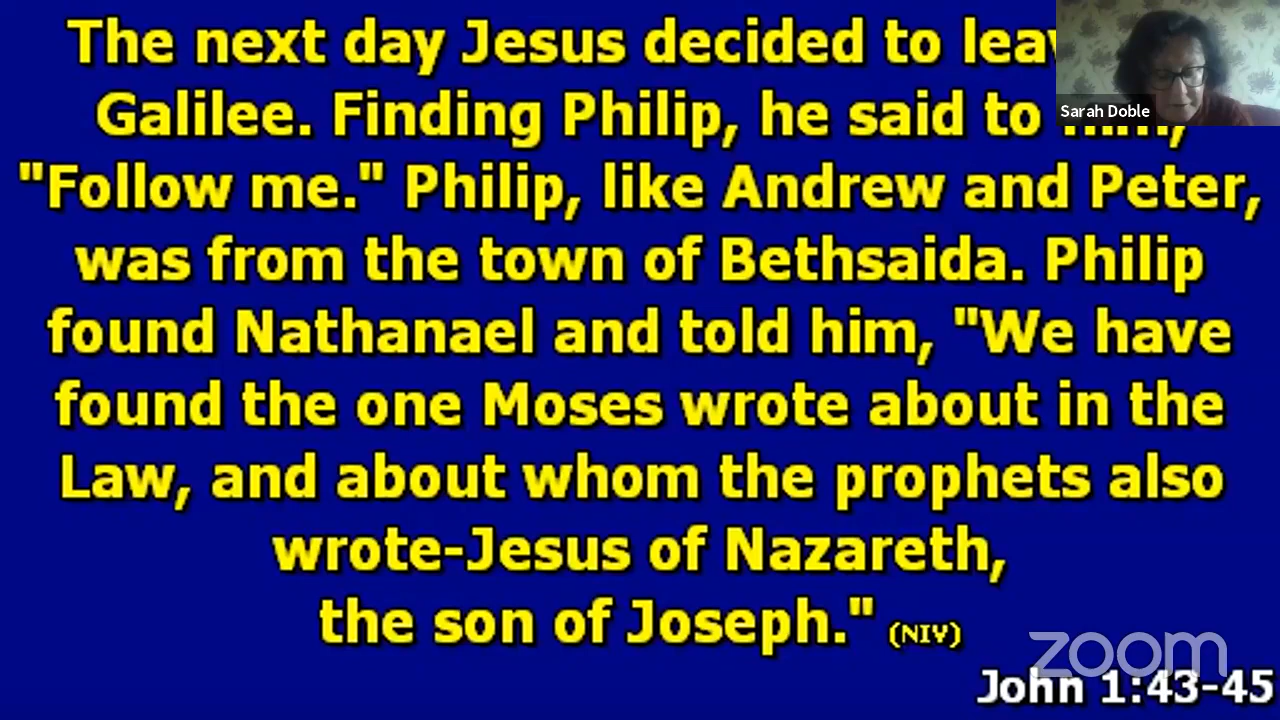 The next day Jesus decided to
Galilee. Finding Philip, he said to him,
"Follow me." Philip, like Andrew and Peter,
was from the town of Bethsaida. Philip
found Nathanael and told him, "We have
found the one Moses wrote about in the
Law, and about whom the prophets also
wrote-Jesus of Nazareth,
the son of Joseph." (NIV)
John 1:43-45
Sarah Doble
zoom